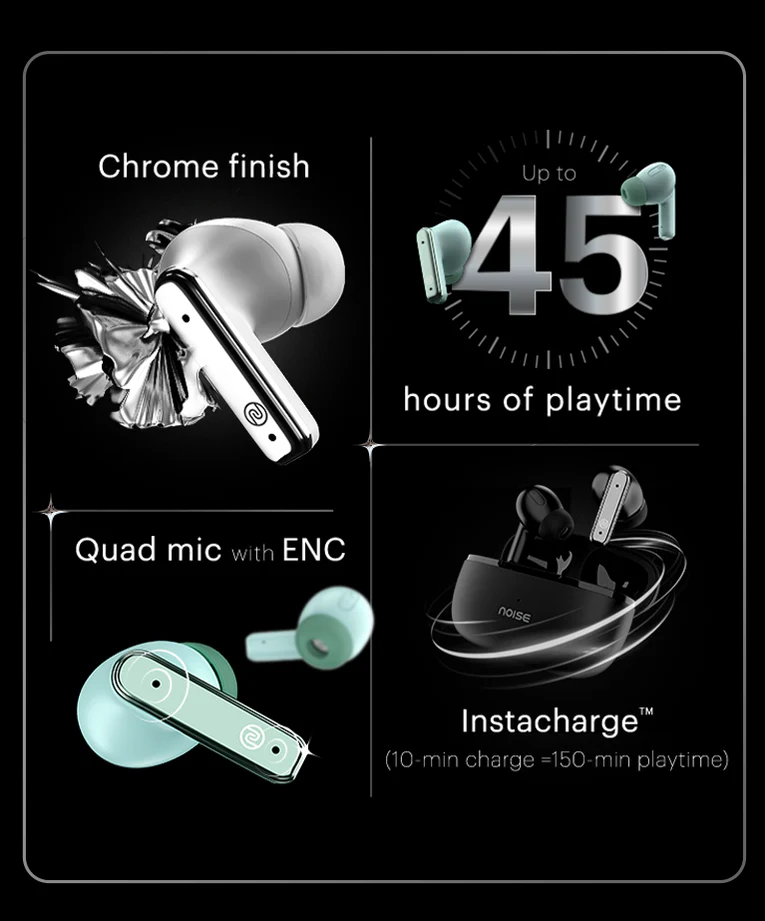 Chrome finish
Up to
45
hours of playtime
Quad mic with ENC
NOISE
Instacharge™
(10-min charge =150-min playtime)